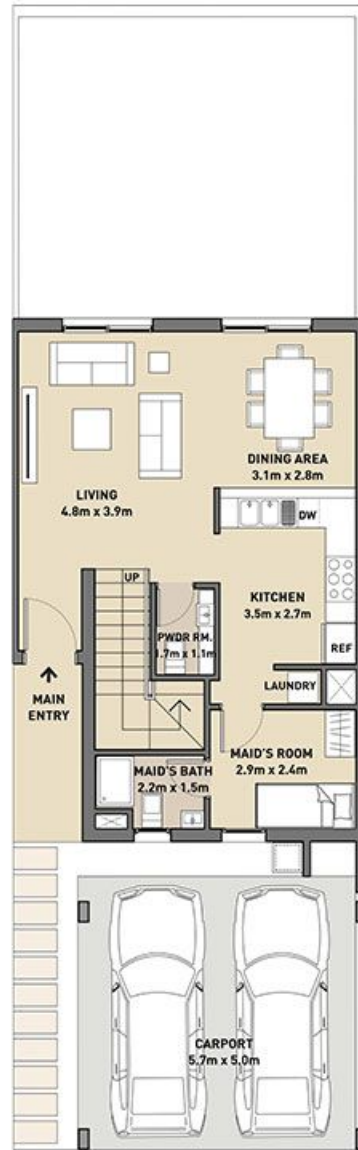 DINING AREA
3.1m x 2.8m
LIVING
4.8m x 3.9m
DW
KITCHEN
3.5m x 2.7m
UP
PWDR RM.
1.7m x 1.1m
REF
LAUNDRY
MAIN
ENTRY
MAID'S ROOM
2.9m x 2.4m
MAID'S BATH
2.2m x 1.5m
CARPORT
5.7m x 5.0m